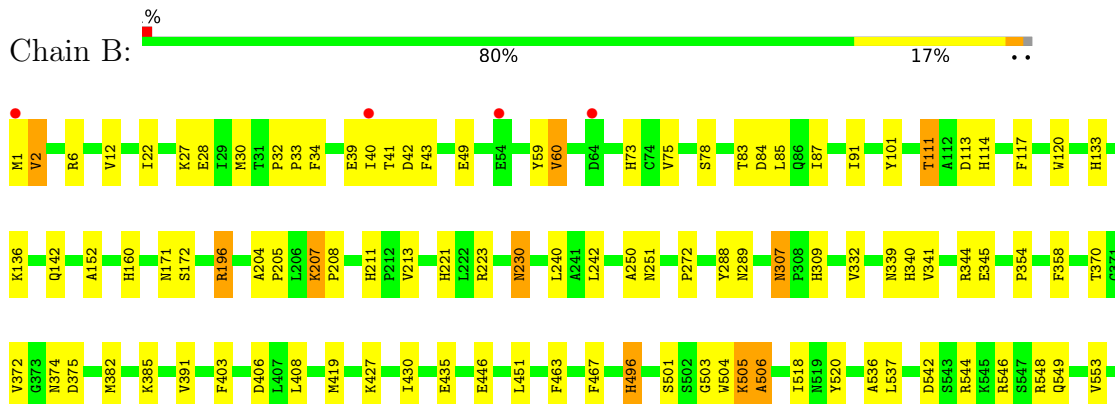 .%
Chain B:
80%
17%
• •
M1 V2 R6 V12 I22 K27 E28 I29 M30 T31 P32 P33 F34 E39 I40 T41 D42 F43 E49 E54 Y59 V60 D64 H73 C74 V75 S78 T83 D84 L85 Q86 I87 I91 Y101 T111 A112 D113 H114 F117 W120 H133
K136 Q142 A152 H160 N171 S172 R196 A204 P205 L206 K207 P208 H211 P212 V213 H221 L222 R223 N230 L240 A241 L242 A250 N251 P272 Y288 N289 N307 P308 H309 V332 N339 H340 V341 R344 E345 P354 F358 T370 G371
V372 G373 N374 D375 M382 K385 V391 F403 D406 L407 L408 M419 K427 I430 E435 E446 L451 F463 F467 H496 S501 S502 G503 W504 K505 A506 I518 N519 Y520 A536 L537 D542 S543 R544 K545 R546 S547 R548 Q549 V553